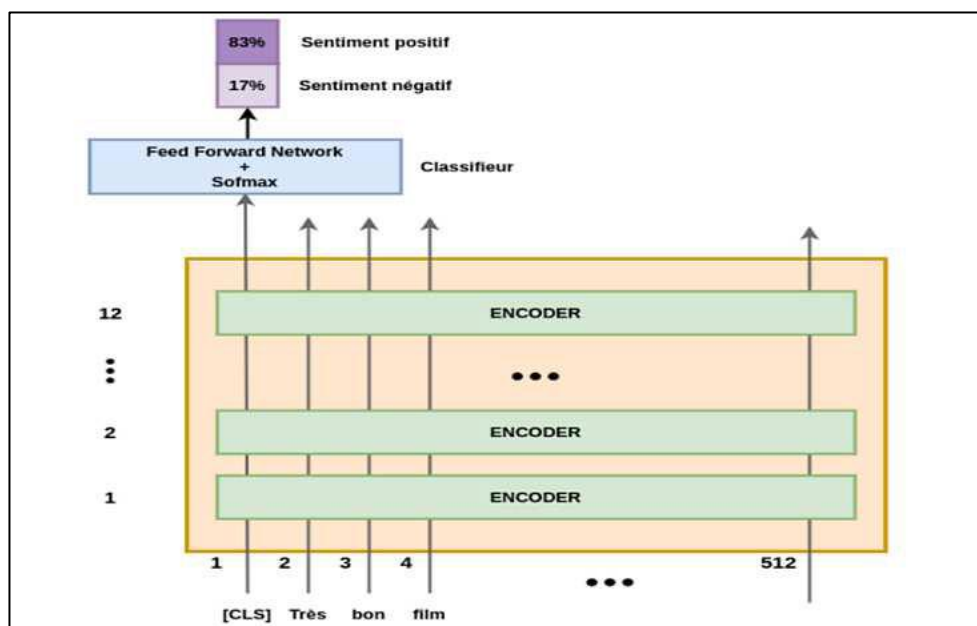 83% Sentiment positif
17% Sentiment négatif
Feed Forward Network
+
Sofmax
Classifieur
12 ENCODER
2 ENCODER
1 ENCODER
1 2 3 4 512
[CLS] Très bon film